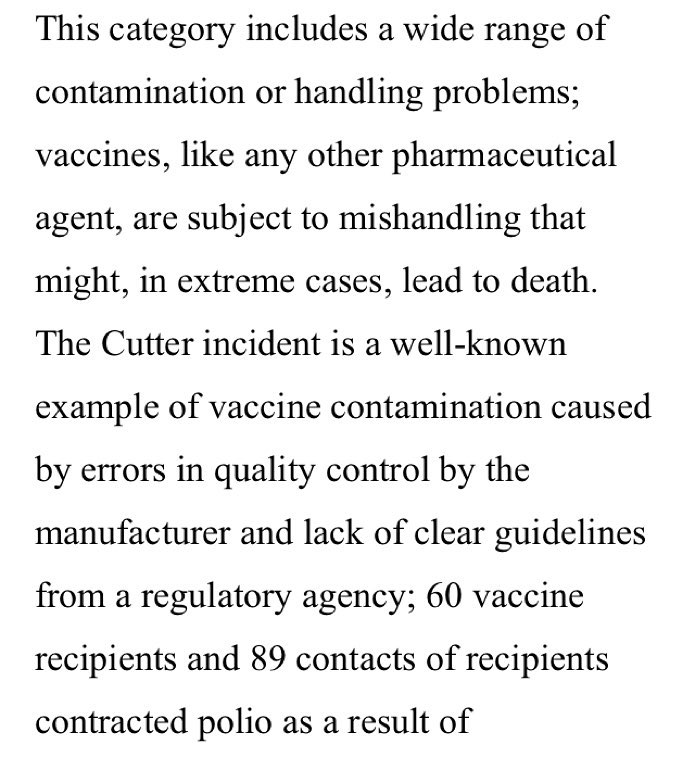 This category includes a wide range of
contamination or handling problems;
vaccines, like any other pharmaceutical
agent, are subject to mishandling that
might, in extreme cases, lead to death.
The Cutter incident is a well-known
example of vaccine contamination caused
by errors in quality control by the
manufacturer and lack of clear guidelines
from a regulatory agency; 60 vaccine
recipients and 89 contacts of recipients
contracted polio as a result of